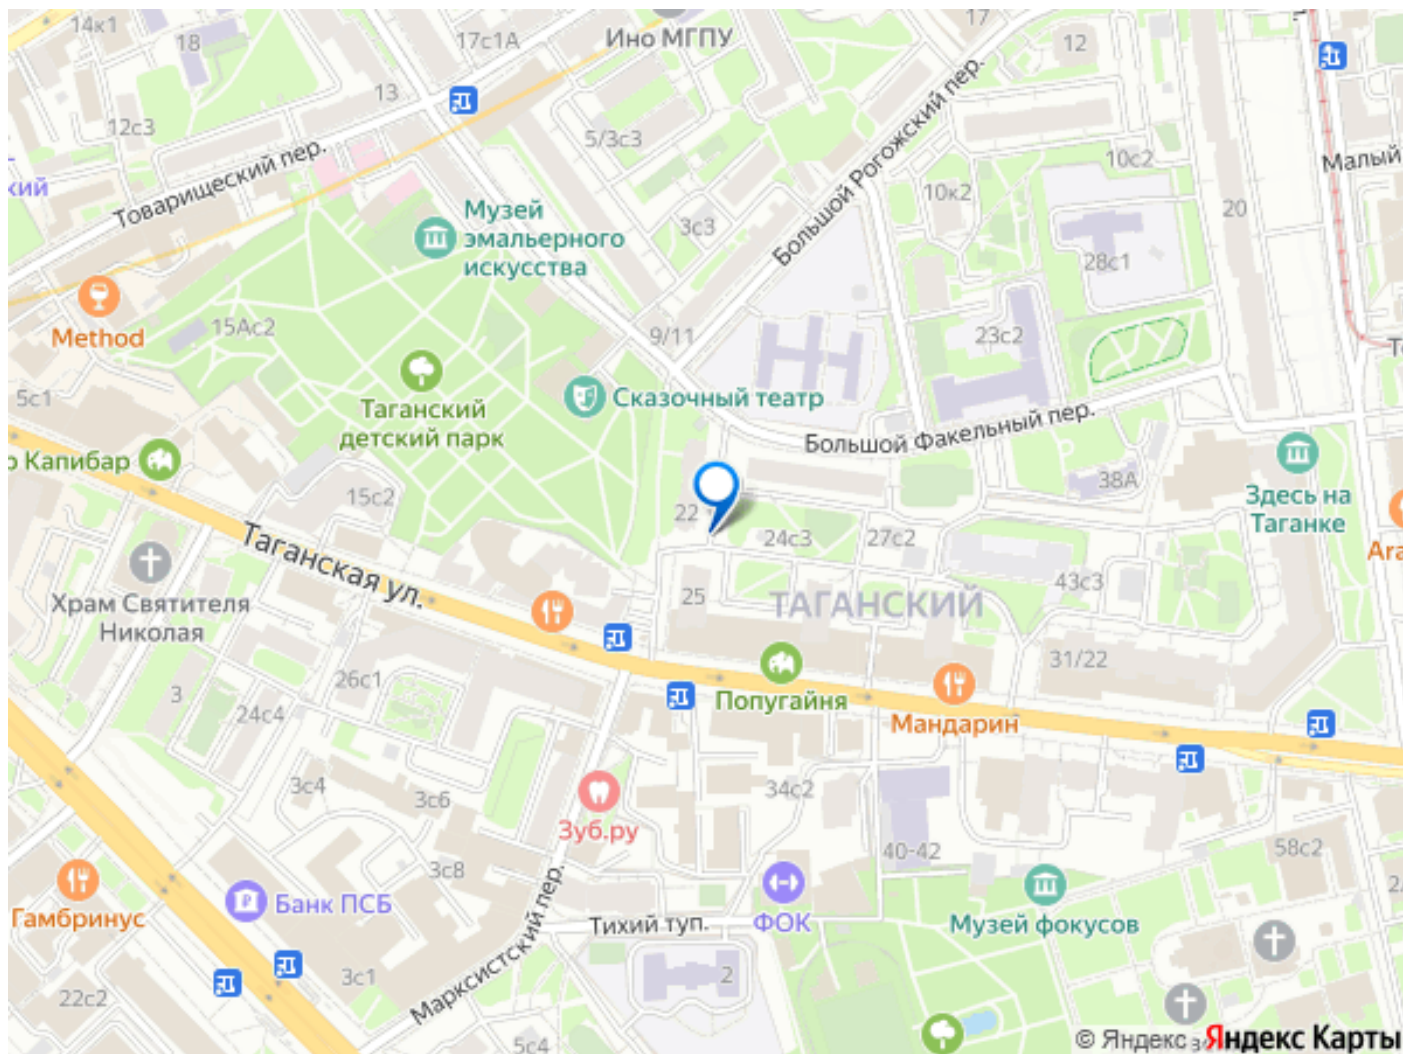 14к1
18
17с1А
Ино МГПУ
17
12
13
12с3
5/3с3
Товарищеский пер.
кий
Большой Рогожский пер.
10с2
Малый
10к2
20
Музей
эмальерного
искусства
3с3
28с1
Method
15Ас2
9/11
23с2
5с1
Таганский
детский парк
Сказочный театр
Большой Факельный пер.
о Капибар
15с2
22
24с3
27с2
38А
Здесь на
Таганке
Ara
Таганская ул.
Храм Святителя
Николая
25
ТАГАНСКИЙ
43с3
31/22
3
26с1
24с4
Попугайня
Мандарин
3с4
3с6
Зуб.ру
34с2
40-42
58с2
3с8
Гамбринус
Банк ПСБ
Марксистский пер.
Тихий туп.
ФОК
Музей фокусов
3с1
2
22с2
5с4
© Яндекс
Яндекс Карты